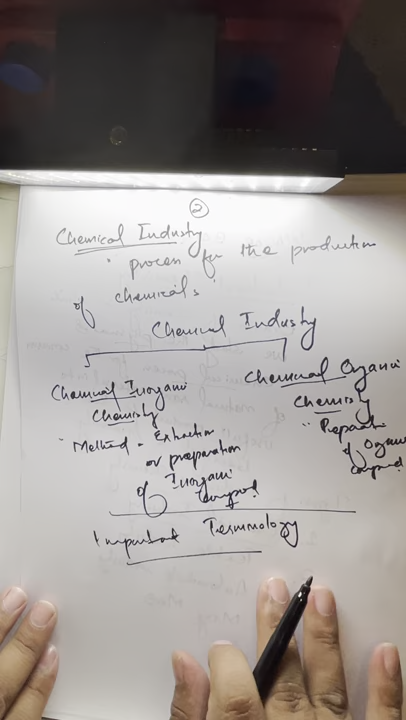 ②
Chemical Industry
" process for the production
of chemicals "
Chemical Industry
Chemical Inorganic
Chemistry
" Method - Extraction
or preparation
of Inorganic
Compound
Chemical Organic
Chemistry
" Preparation
of Organic
compound
Important Terminology